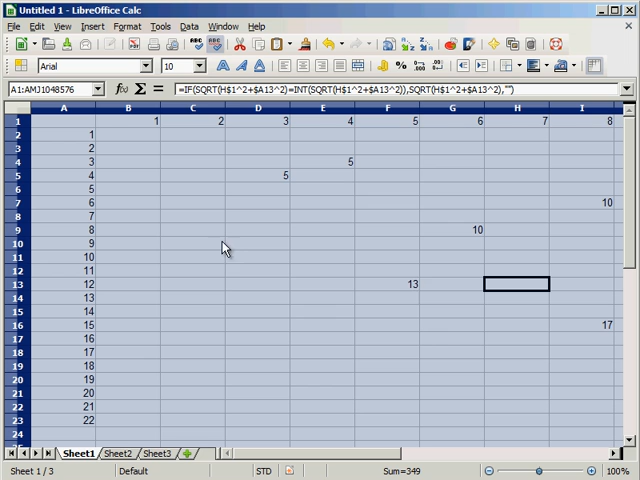 Untitled 1 - LibreOffice Calc
File Edit View Insert Format Tools Data Window Help
Arial 10
A1:AMJ1048576 =IF(SQRT(H$1^2+$A13^2)=INT(SQRT(H$1^2+$A13^2)),SQRT(H$1^2+$A13^2),"")
A B C D E F G H I
1 1 2 3 4 5 6 7 8
2 1
3 2
4 3 5
5 4 5
6 5
7 6 10
8 7
9 8 10
10 9
11 10
12 11
13 12 13
14 13
15 14
16 15 17
17 16
18 17
19 18
20 19
21 20
22 21
23 22
24
Sheet1 Sheet2 Sheet3
Sheet 1 / 3 Default STD Sum=349 100%